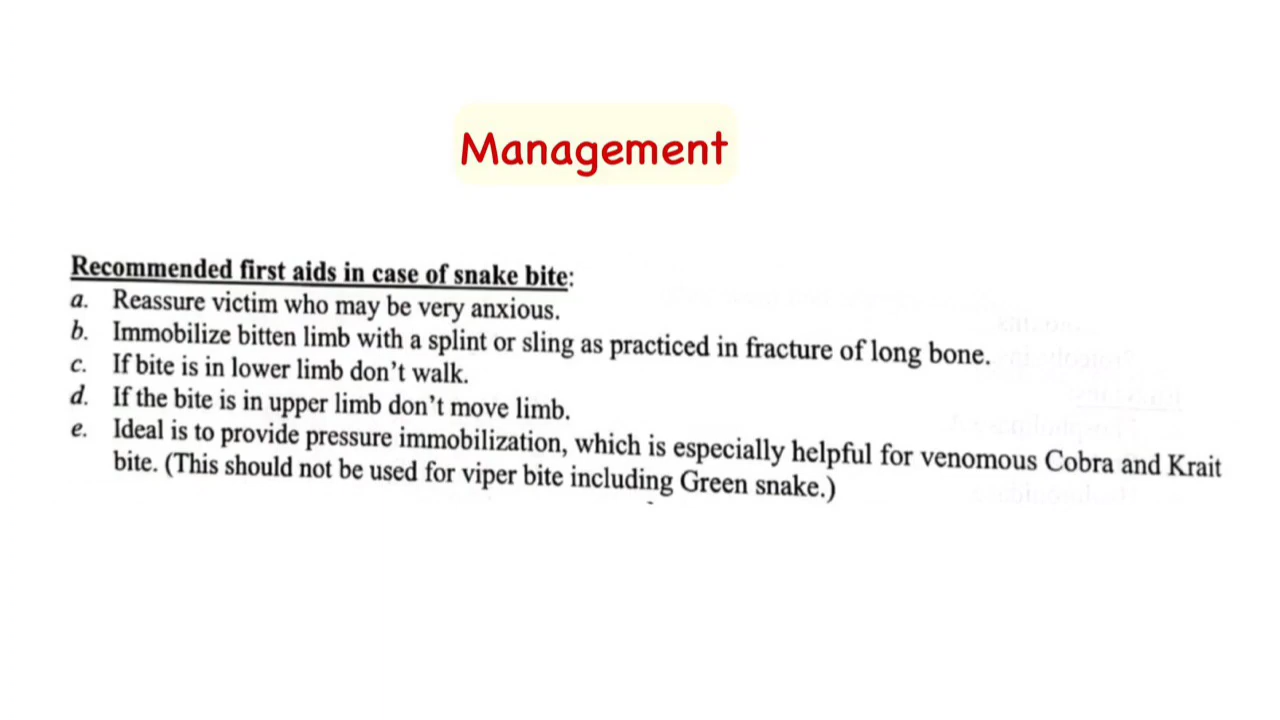 Management
Recommended first aids in case of snake bite:
a. Reassure victim who may be very anxious.
b. Immobilize bitten limb with a splint or sling as practiced in fracture of long bone.
c. If bite is in lower limb don't walk.
d. If the bite is in upper limb don't move limb.
e. Ideal is to provide pressure immobilization, which is especially helpful for venomous Cobra and Krait
bite. (This should not be used for viper bite including Green snake.)